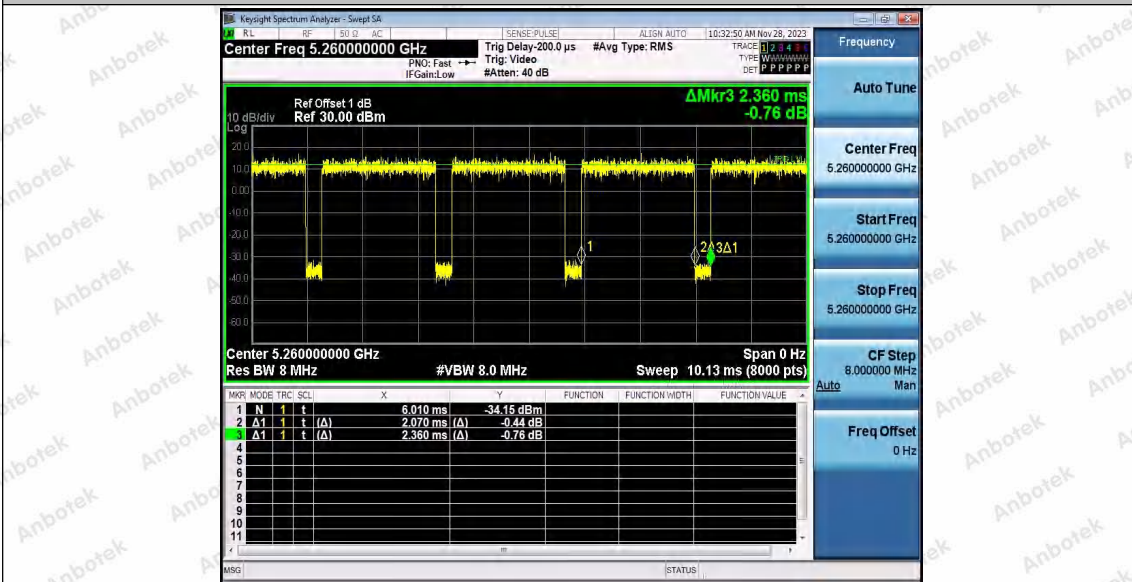 Keysight Spectrum Analyzer - Swept SA
RL RF 50 Ω AC SENSE:PULSE ALIGN AUTO 10:32:50 AM Nov 28, 2023
Center Freq 5.260000000 GHz
PNO: Fast
IFGain:Low
Trig Delay-200.0 µs
Trig: Video
#Atten: 40 dB
#Avg Type: RMS
TRACE 1 2 3 4 5 6
TYPE WWWWWW
DET P P P P P P
ΔMkr3 2.360 ms
-0.76 dB
Ref Offset 1 dB
10 dB/div Ref 30.00 dBm
Log
20.0
10.0
0.00
-10.0
-20.0
-30.0
-40.0
-50.0
-60.0
1
2Δ3Δ1
Center 5.260000000 GHz Span 0 Hz
Res BW 8 MHz #VBW 8.0 MHz Sweep 10.13 ms (8000 pts)
MKR MODE TRC SCL X Y FUNCTION FUNCTION WIDTH FUNCTION VALUE
1 N 1 t 6.010 ms -34.15 dBm
2 Δ1 1 t (Δ) 2.070 ms (Δ) -0.44 dB
3 Δ1 1 t (Δ) 2.360 ms (Δ) -0.76 dB
4
5
6
7
8
9
10
11
MSG STATUS
Frequency
Auto Tune
Center Freq
5.260000000 GHz
Start Freq
5.260000000 GHz
Stop Freq
5.260000000 GHz
CF Step
8.000000 MHz
Auto Man
Freq Offset
0 Hz
Anbotek